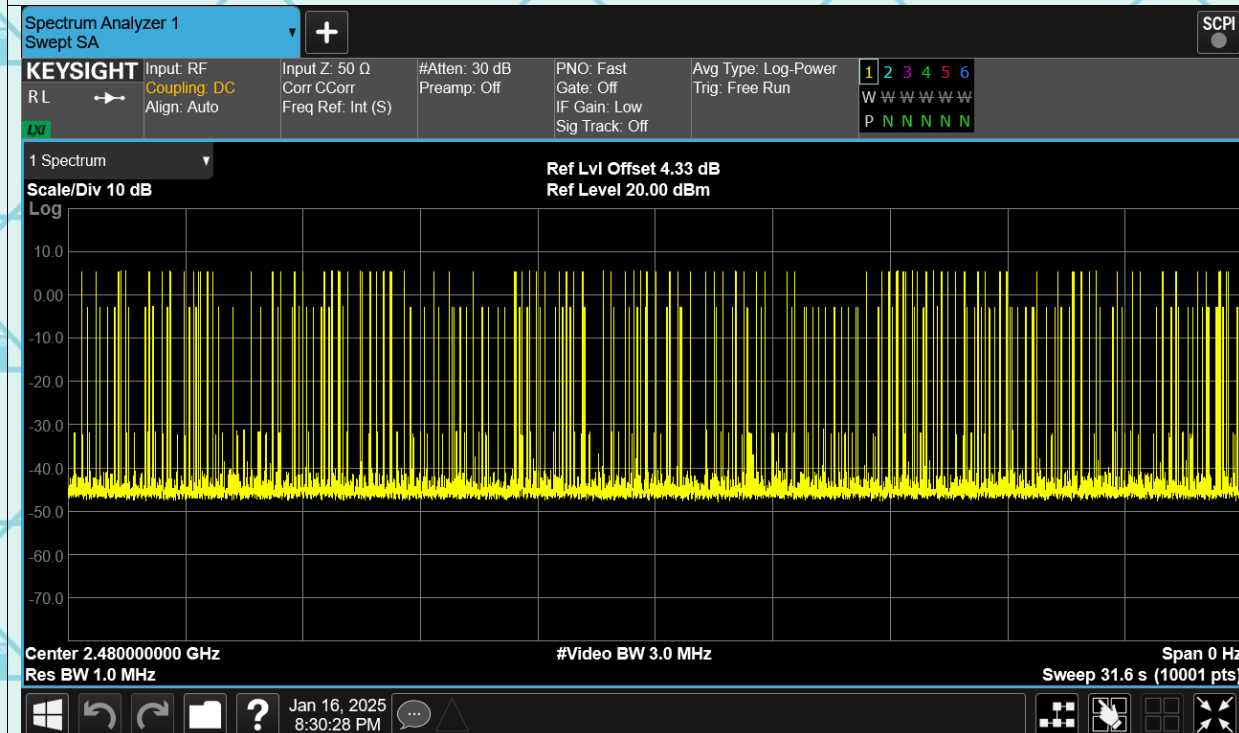 Spectrum Analyzer 1
Swept SA
+
SCPI
KEYSIGHT
RL
LXI
Input: RF
Coupling: DC
Align: Auto
Input Z: 50 Ω
Corr CCorr
Freq Ref: Int (S)
#Atten: 30 dB
Preamp: Off
PNO: Fast
Gate: Off
IF Gain: Low
Sig Track: Off
Avg Type: Log-Power
Trig: Free Run
1 2 3 4 5 6
W W W W W W
P N N N N N
1 Spectrum
Scale/Div 10 dB
Log
Ref Lvl Offset 4.33 dB
Ref Level 20.00 dBm
10.0
0.00
-10.0
-20.0
-30.0
-40.0
-50.0
-60.0
-70.0
Center 2.480000000 GHz
Res BW 1.0 MHz
#Video BW 3.0 MHz
Span 0 Hz
Sweep 31.6 s (10001 pts)
?
Jan 16, 2025
8:30:28 PM